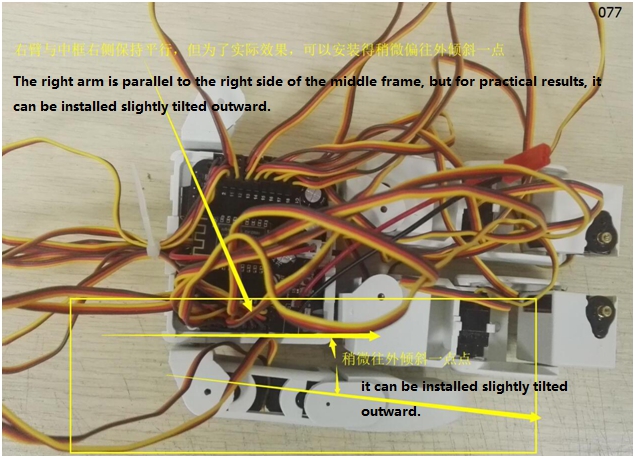 077
右臂与中框右侧保持平行，但为了实际效果，可以安装得稍微偏往外倾斜一点
The right arm is parallel to the right side of the middle frame, but for practical results, it
can be installed slightly tilted outward.
稍微往外倾斜一点点
it can be installed slightly tilted
outward.